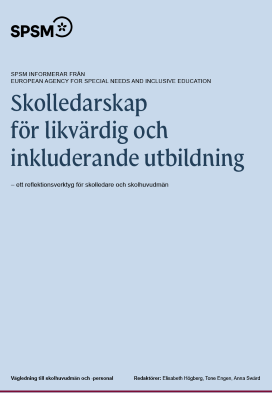 SPSM
SPSM INFORMERAR FRÅN
EUROPEAN AGENCY FOR SPECIAL NEEDS AND INCLUSIVE EDUCATION
Skolledarskap
för likvärdig och
inkluderande utbildning
– ett reflektionsverktyg för skolledare och skolhuvudmän
Vägledning till skolhuvudmän och -personal
Redaktörer: Elisabeth Högberg, Tone Engen, Anna Swärd